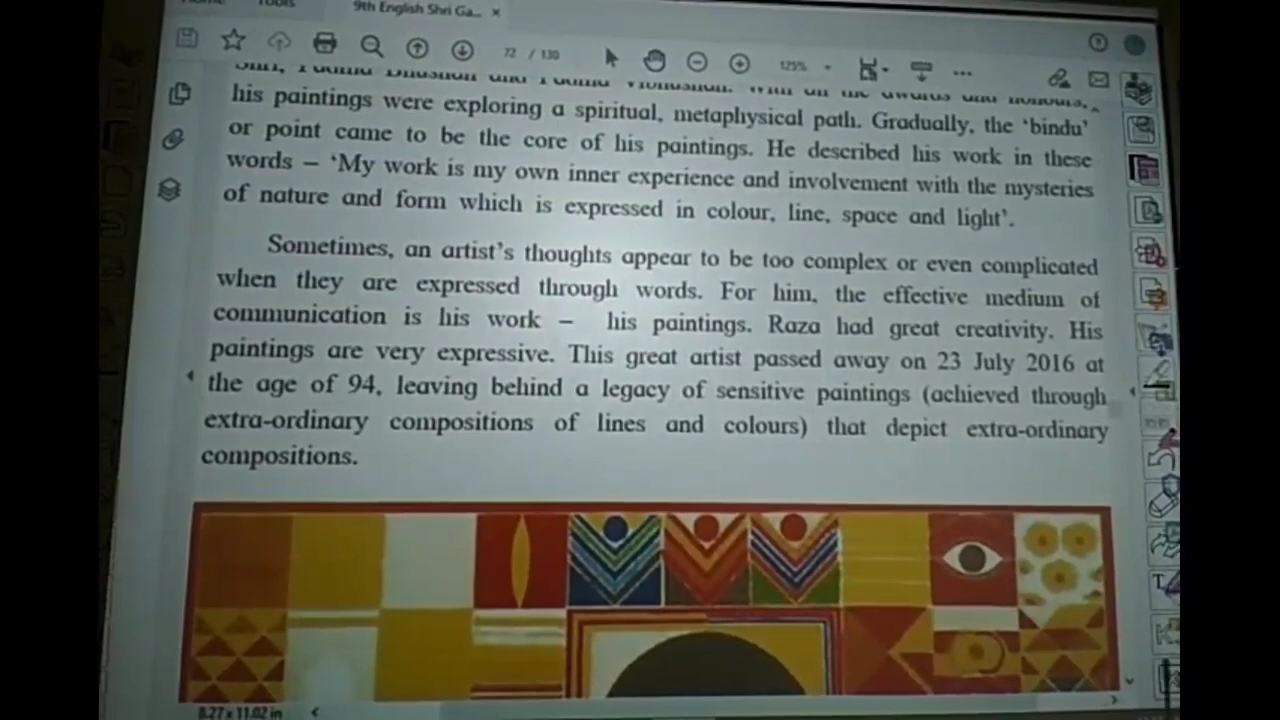 Tools
9th English Shri Ga... ×
72 / 130
125%
his paintings were exploring a spiritual, metaphysical path. Gradually, the ‘bindu’
or point came to be the core of his paintings. He described his work in these
words – ‘My work is my own inner experience and involvement with the mysteries
of nature and form which is expressed in colour, line, space and light’.
Sometimes, an artist’s thoughts appear to be too complex or even complicated
when they are expressed through words. For him, the effective medium of
communication is his work – his paintings. Raza had great creativity. His
paintings are very expressive. This great artist passed away on 23 July 2016 at
the age of 94, leaving behind a legacy of sensitive paintings (achieved through
extra-ordinary compositions of lines and colours) that depict extra-ordinary
compositions.
8.27 x 11.02 in